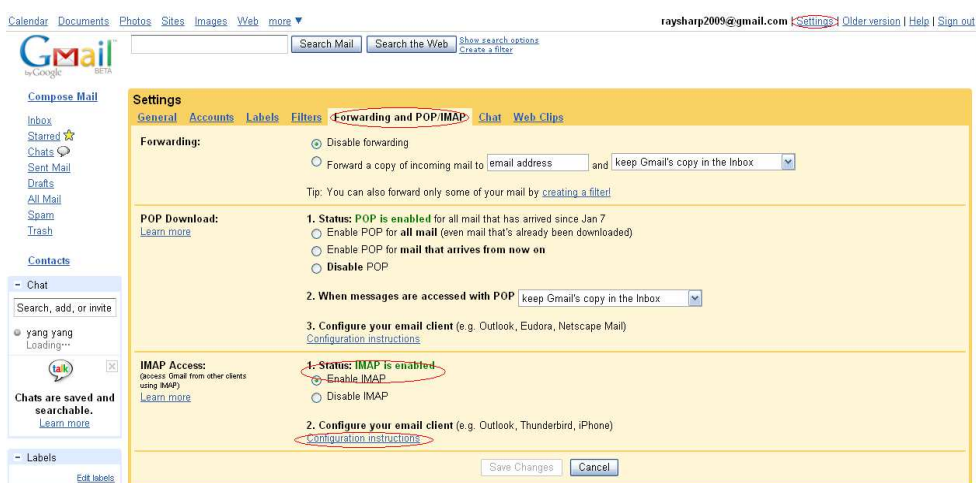 Calendar Documents Photos Sites Images Web more ▼
raysharp2009@gmail.com | Settings | Older version | Help | Sign out
Gmail
by Google BETA
Search Mail Search the Web Show search options
Create a filter
Compose Mail
Inbox
Starred
Chats
Sent Mail
Drafts
All Mail
Spam
Trash
Contacts
− Chat
Search, add, or invite
yang yang
Loading···
talk
Chats are saved and
searchable.
Learn more
− Labels
Edit labels
Settings
General Accounts Labels Filters Forwarding and POP/IMAP Chat Web Clips
Forwarding:
Disable forwarding
Forward a copy of incoming mail to email address and keep Gmail's copy in the Inbox
Tip: You can also forward only some of your mail by creating a filter!
POP Download:
Learn more
1. Status: POP is enabled for all mail that has arrived since Jan 7
Enable POP for all mail (even mail that's already been downloaded)
Enable POP for mail that arrives from now on
Disable POP
2. When messages are accessed with POP keep Gmail's copy in the Inbox
3. Configure your email client (e.g. Outlook, Eudora, Netscape Mail)
Configuration instructions
IMAP Access:
(access Gmail from other clients
using IMAP)
Learn more
1. Status: IMAP is enabled
Enable IMAP
Disable IMAP
2. Configure your email client (e.g. Outlook, Thunderbird, iPhone)
Configuration instructions
Save Changes Cancel